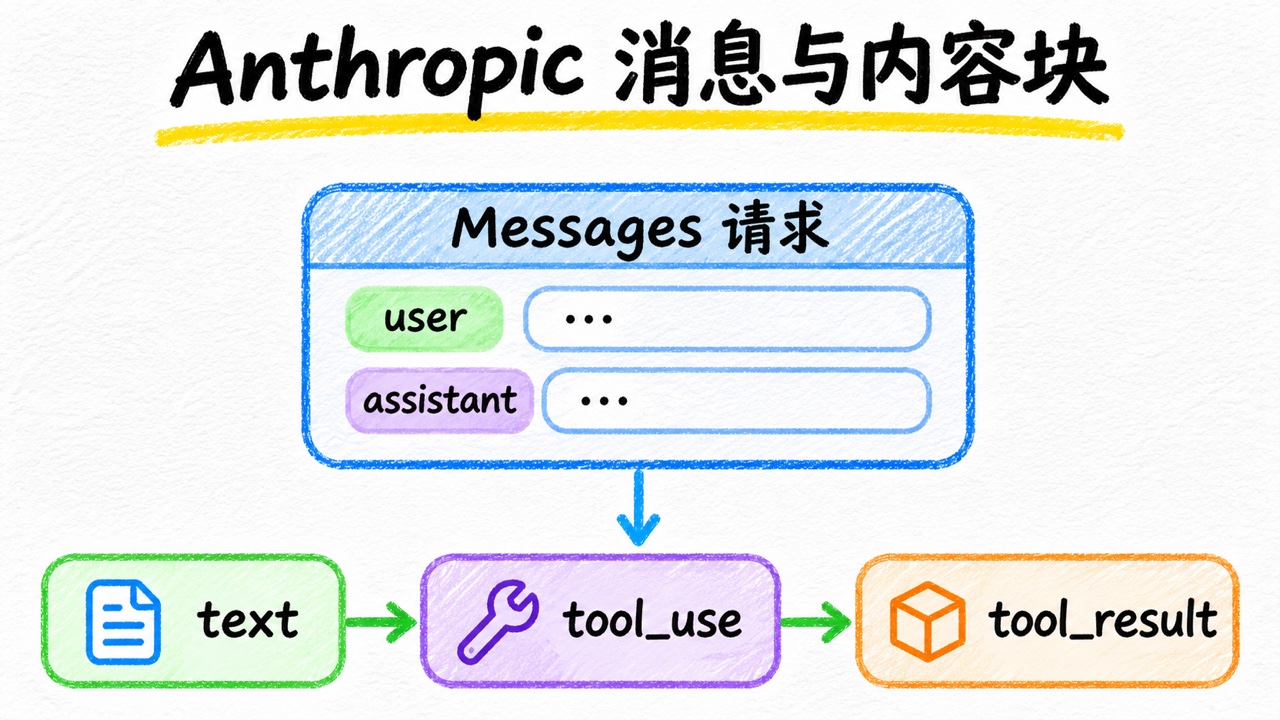 Anthropic 消息与内容块
Messages 请求
user ...
assistant ...
text
tool_use
tool_result